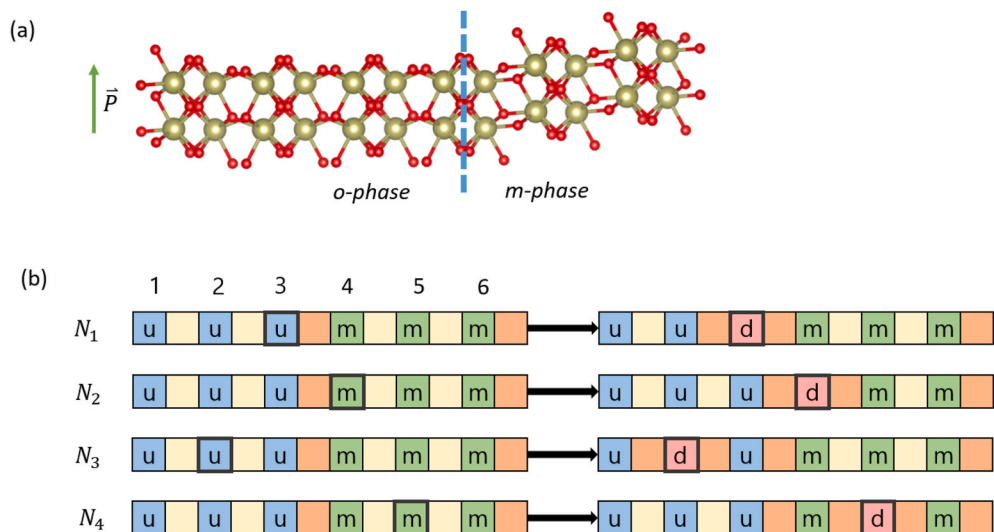 (a)
P⃗
o-phase m-phase
(b)
1 2 3 4 5 6
N₁ u u u m m m u u d m m m
N₂ u u u m m m u u u d m m
N₃ u u u m m m u d u m m m
N₄ u u u m m m u u u m d m